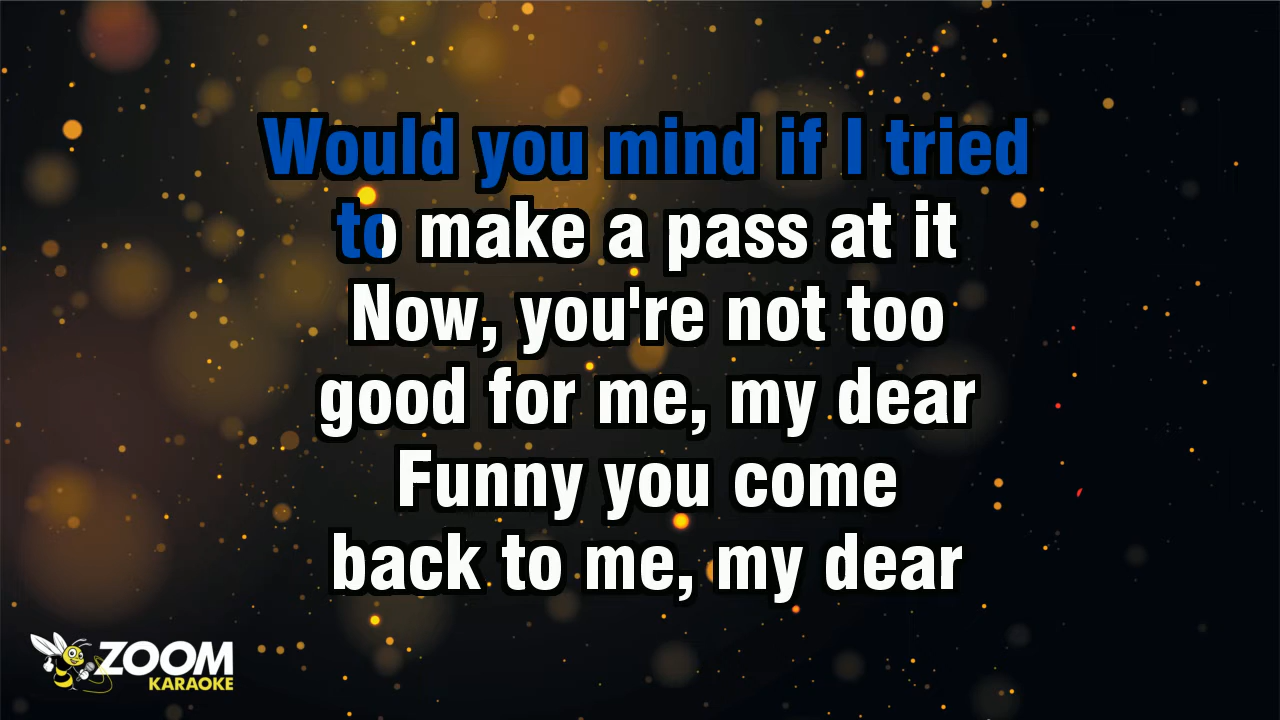 Would you mind if I tried
to make a pass at it
Now, you're not too
good for me, my dear
Funny you come
back to me, my dear
ZOOM
KARAOKE